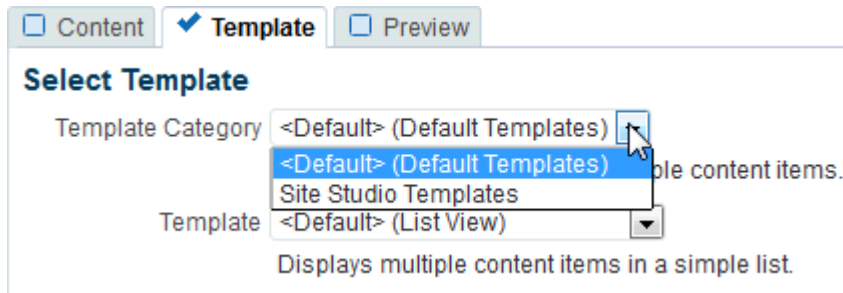 Content Template Preview
Select Template
Template Category <Default> (Default Templates)
<Default> (Default Templates)
content items.
Site Studio Templates
Template <Default> (List View)
Displays multiple content items in a simple list.